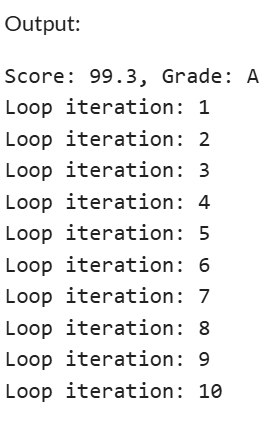 Output:
Score: 99.3, Grade: A
Loop iteration: 1
Loop iteration: 2
Loop iteration: 3
Loop iteration: 4
Loop iteration: 5
Loop iteration: 6
Loop iteration: 7
Loop iteration: 8
Loop iteration: 9
Loop iteration: 10